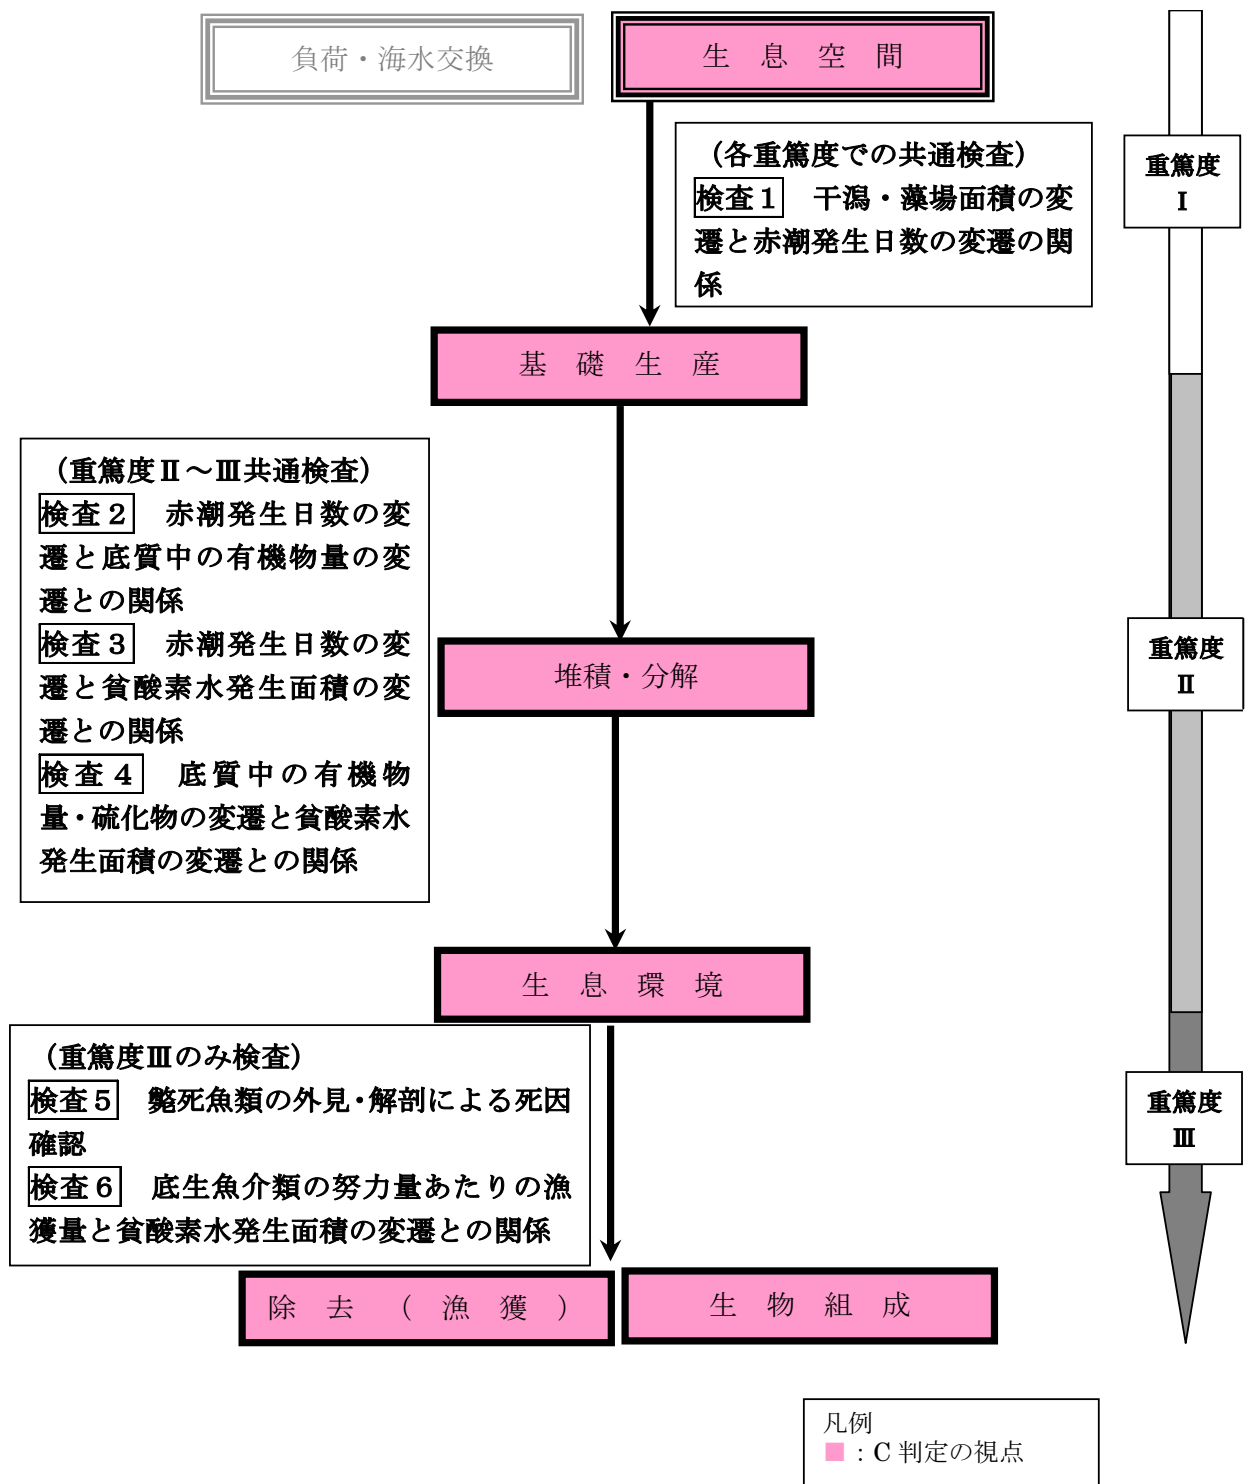 負荷・海水交換
生　息　空　間
（各重篤度での共通検査）
検査１　干潟・藻場面積の変
遷と赤潮発生日数の変遷の関
係
重篤度
Ⅰ
基　礎　生　産
（重篤度Ⅱ～Ⅲ共通検査）
検査２　赤潮発生日数の変
遷と底質中の有機物量の変
遷との関係
検査３　赤潮発生日数の変
遷と貧酸素水発生面積の変
遷との関係
検査４　底質中の有機物
量・硫化物の変遷と貧酸素水
発生面積の変遷との関係
堆積・分解
重篤度
Ⅱ
生　息　環　境
（重篤度Ⅲのみ検査）
検査５　斃死魚類の外見・解剖による死因
確認
検査６　底生魚介類の努力量あたりの漁
獲量と貧酸素水発生面積の変遷との関係
重篤度
Ⅲ
除　去　（　漁　獲　）
生　物　組　成
凡例
：C 判定の視点